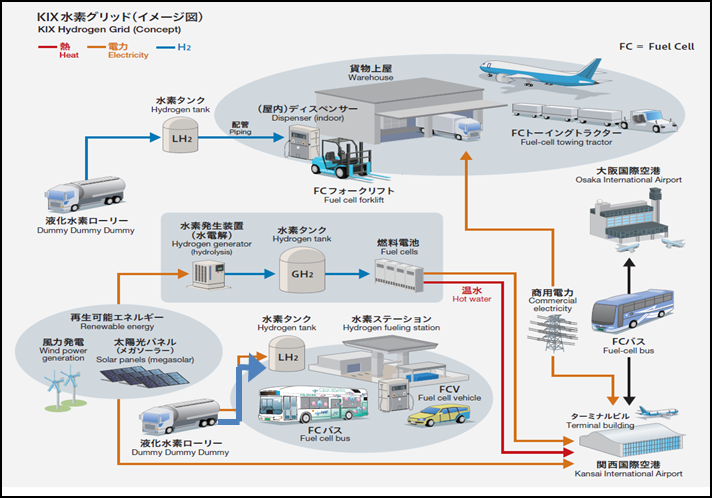 KIX 水素グリッド(イメージ図)
KIX Hydrogen Grid (Concept)
熱
Heat
電力
Electricity
H2
FC = Fuel Cell
貨物上屋
Warehouse
水素タンク
Hydrogen tank
LH2
配管
Piping
(屋内)ディスペンサー
Dispenser (indoor)
FCトーイングトラクター
Fuel-cell towing tractor
FCフォークリフト
Fuel cell forklift
液化水素ローリー
Dummy Dummy Dummy
大阪国際空港
Osaka International Airport
水素発生装置
(水電解)
Hydrogen generator
(hydrolysis)
水素タンク
Hydrogen tank
GH2
燃料電池
Fuel cells
温水
Hot water
商用電力
Commercial
electricity
FCバス
Fuel-cell bus
再生可能エネルギー
Renewable energy
風力発電
Wind power
generation
太陽光パネル
(メガソーラー)
Solar panels (megasolar)
水素タンク
Hydrogen tank
LH2
水素ステーション
Hydrogen fueling station
FCV
Fuel cell vehicle
FCバス
Fuel cell bus
液化水素ローリー
Dummy Dummy Dummy
ターミナルビル
Terminal building
関西国際空港
Kansai International Airport